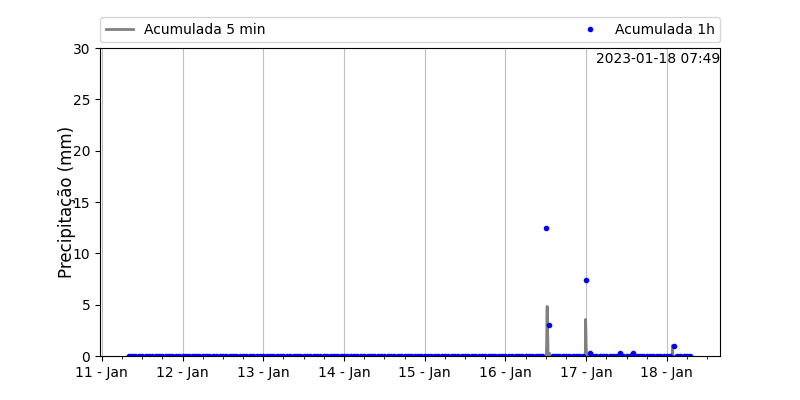 Acumulada 5 min Acumulada 1h
2023-01-18 07:49
Precipitação (mm)
30
25
20
15
10
5
0
11 - Jan 12 - Jan 13 - Jan 14 - Jan 15 - Jan 16 - Jan 17 - Jan 18 - Jan